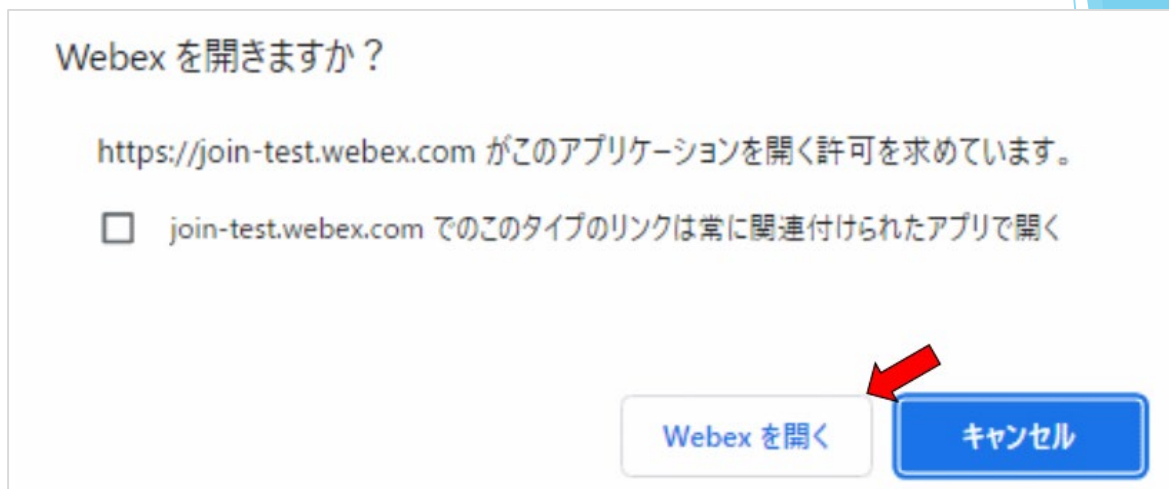 Webex を開きますか？
https://join-test.webex.com がこのアプリケーションを開く許可を求めています。
join-test.webex.com でのこのタイプのリンクは常に関連付けられたアプリで開く
Webex を開く
キャンセル